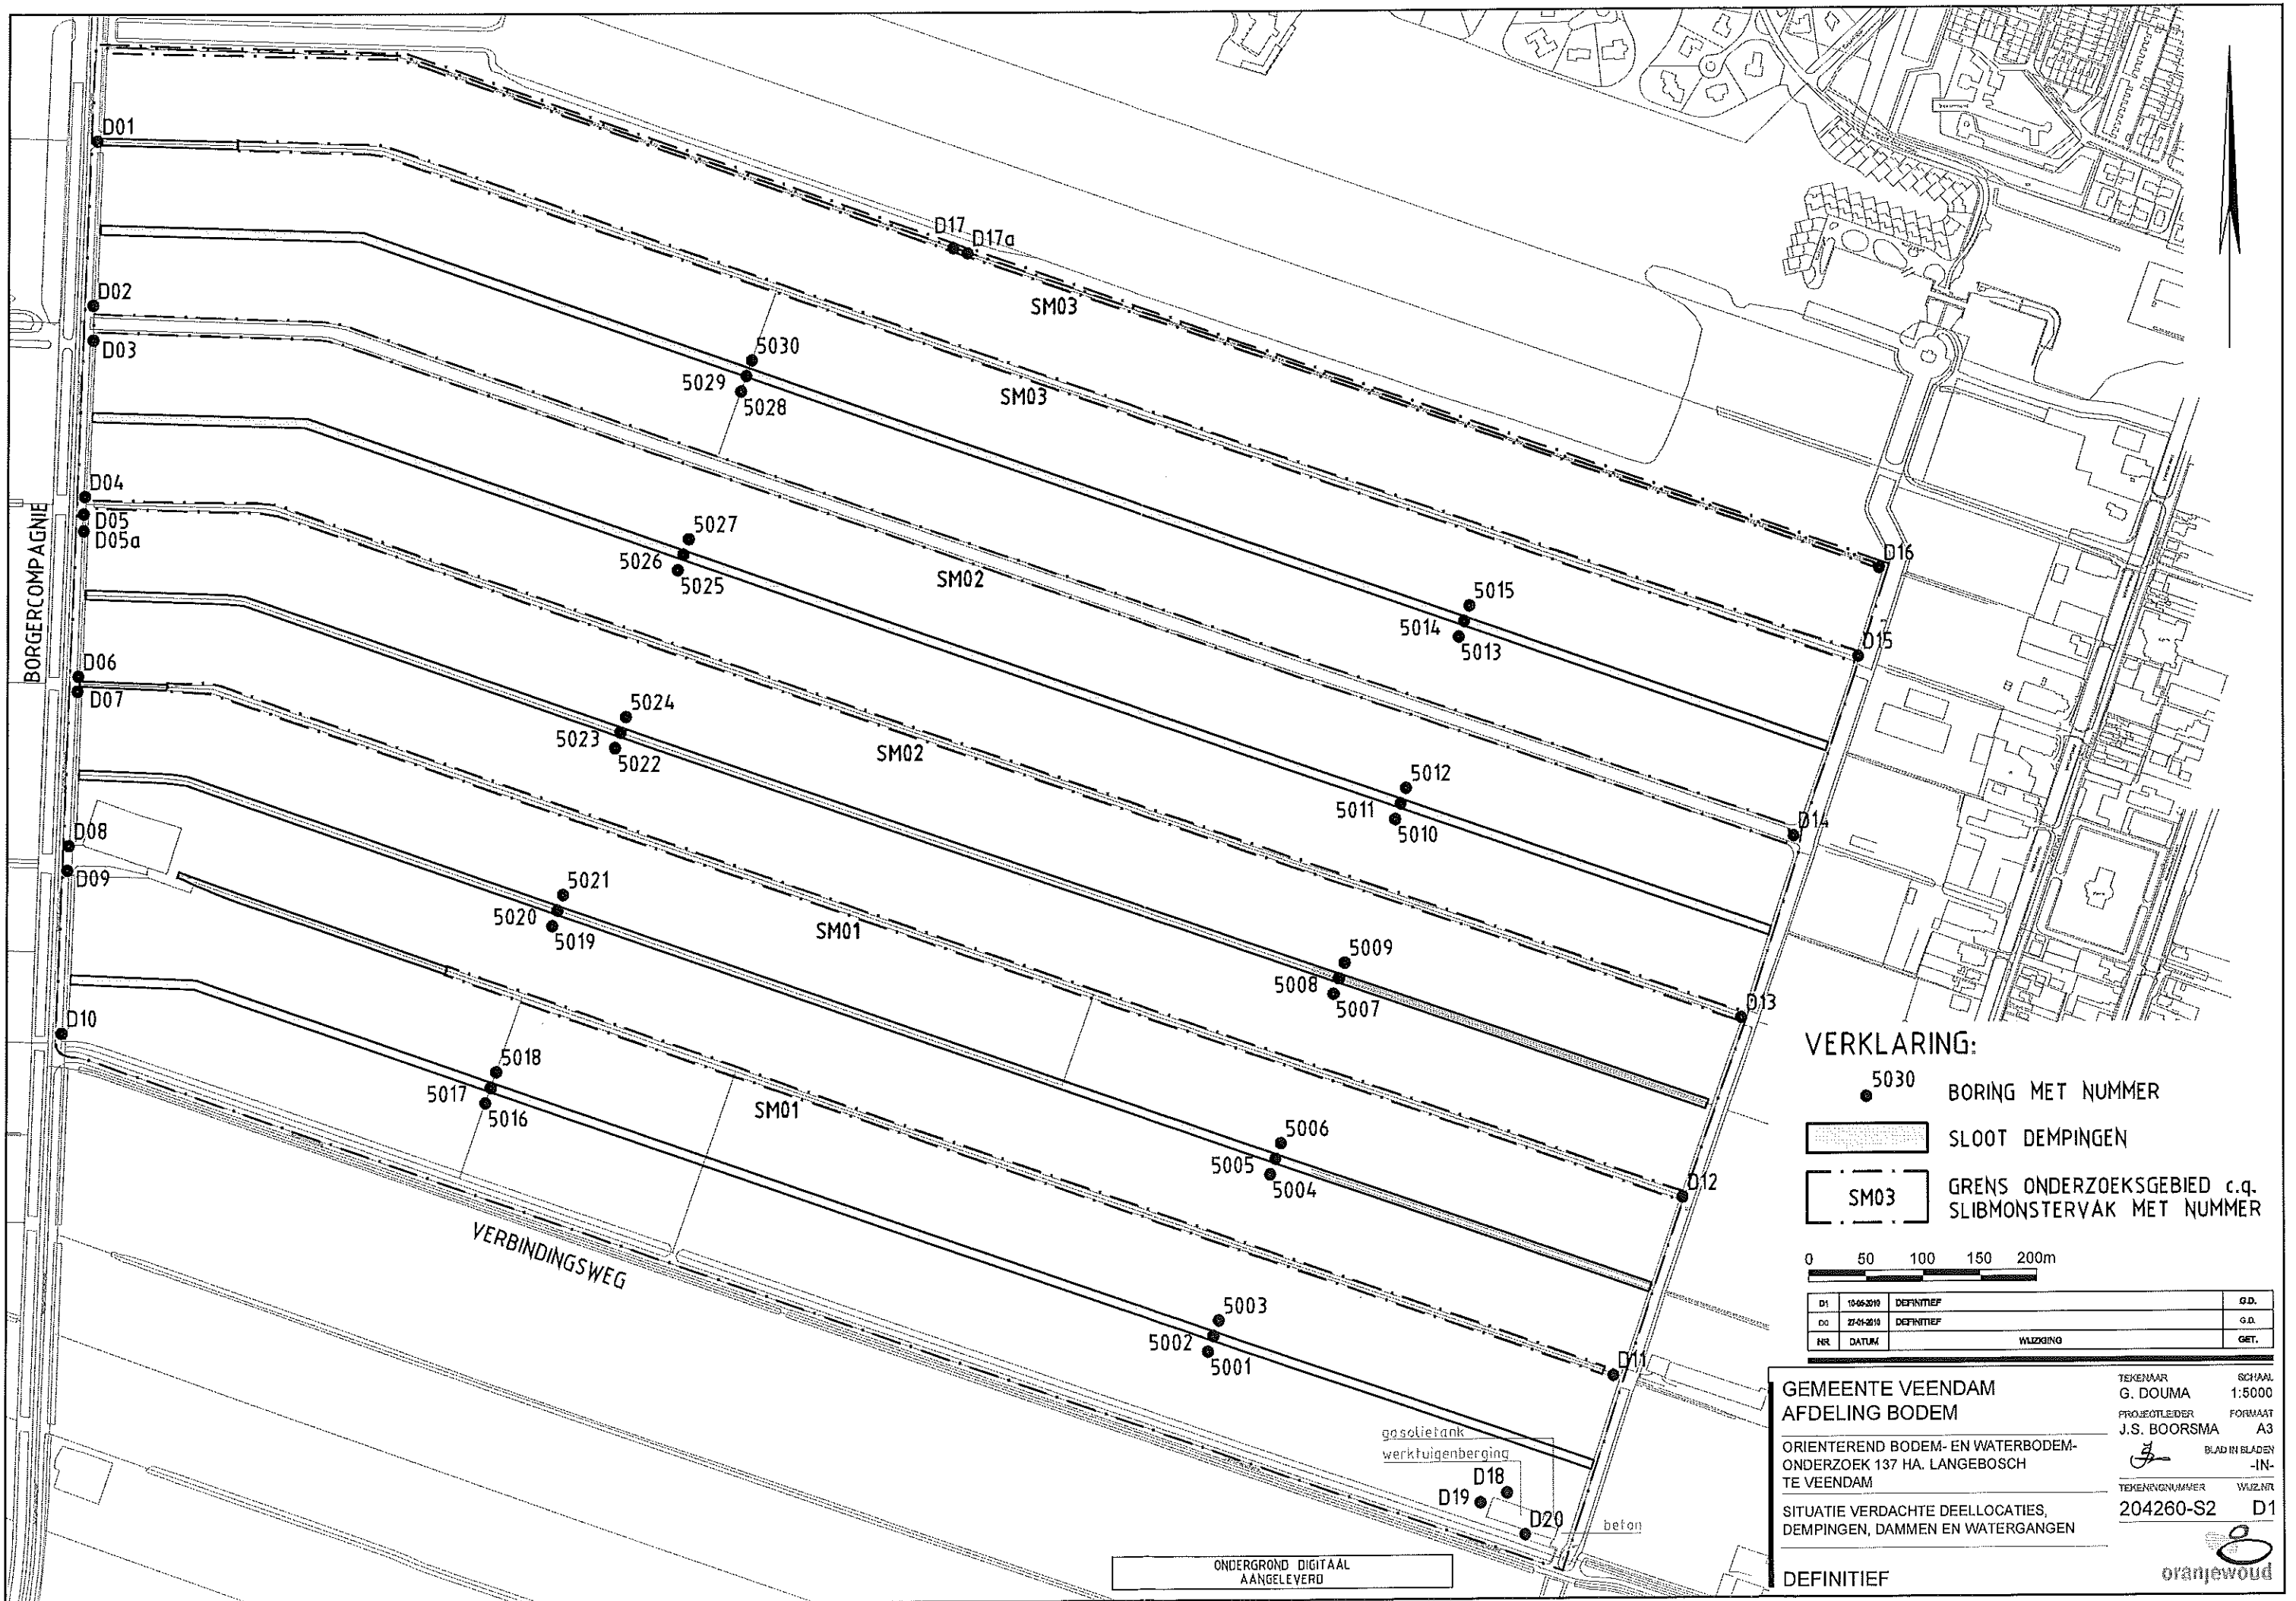 D01
D17
D17a
SM03
D02
D03
5030
5029
5028
SM03
D04
D05
D05a
BORGERCOMPAGNIE
5027
5026
5025
SM02
D16
5015
5014
5013
D15
D06
D07
5024
5023
5022
SM02
5012
5011
5010
D14
D08
D09
5021
5020
5019
SM01
5009
5008
5007
D13
D10
5018
5017
5016
SM01
5006
5005
5004
D12
VERBINDINGSWEG
5003
5002
5001
D11
gasolietank
werktuigenberging
D18
D19
D20
beton
ONDERGROND DIGITAAL
AANGELEVERD
VERKLARING:
5030
BORING MET NUMMER
SLOOT DEMPINGEN
SM03
GRENS ONDERZOEKSGEBIED c.q.
SLIBMONSTERVAK MET NUMMER
0 50 100 150 200m
D1 10-06-2010 DEFINITIEF G.D.
D0 27-01-2010 DEFINITIEF G.D.
NR. DATUM WIJZIGING GET.
GEMEENTE VEENDAM
AFDELING BODEM
ORIENTEREND BODEM- EN WATERBODEM-
ONDERZOEK 137 HA. LANGEBOSCH
TE VEENDAM
SITUATIE VERDACHTE DEELLOCATIES,
DEMPINGEN, DAMMEN EN WATERGANGEN
DEFINITIEF
TEKENAAR SCHAAL
G. DOUMA 1:5000
PROJECTLEIDER FORMAAT
J.S. BOORSMA A3
BLAD IN BLADEN
-IN-
TEKENINGNUMMER WIJZ.NR.
204260-S2 D1
oranjewoud